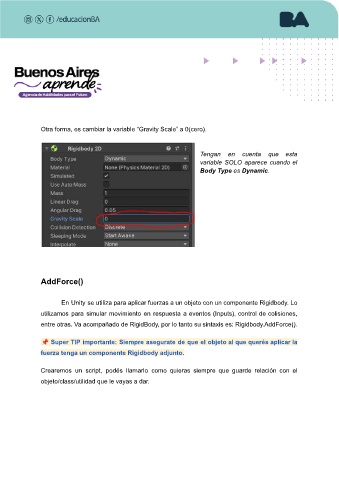 /educacionBA
BA
Buenos Aires
aprende
Agencia de Habilidades para el Futuro
Otra forma, es cambiar la variable "Gravity Scale" a 0(cero).
Rigidbody 2D
Body Type Dynamic
Material None (Physics Material 2D)
Simulated
Use Auto Mass
Mass 1
Linear Drag 0
Angular Drag 0.05
Gravity Scale 0
Collision Detection Discrete
Sleeping Mode Start Awake
Interpolate None
Tengan en cuenta que esta
variable SOLO aparece cuando el
Body Type es Dynamic.
AddForce()
En Unity se utiliza para aplicar fuerzas a un objeto con un componente Rigidbody. Lo
utilizamos para simular movimiento en respuesta a eventos (Inputs), control de colisiones,
entre otras. Va acompañado de RigidBody, por lo tanto su sintaxis es: Rigidbody.AddForce().
📌 Super TIP importante: Siempre asegurate de que el objeto al que querés aplicar la
fuerza tenga un componente Rigidbody adjunto.
Crearemos un script, podés llamarlo como quieras siempre que guarde relación con el
objeto/class/utilidad que le vayas a dar.